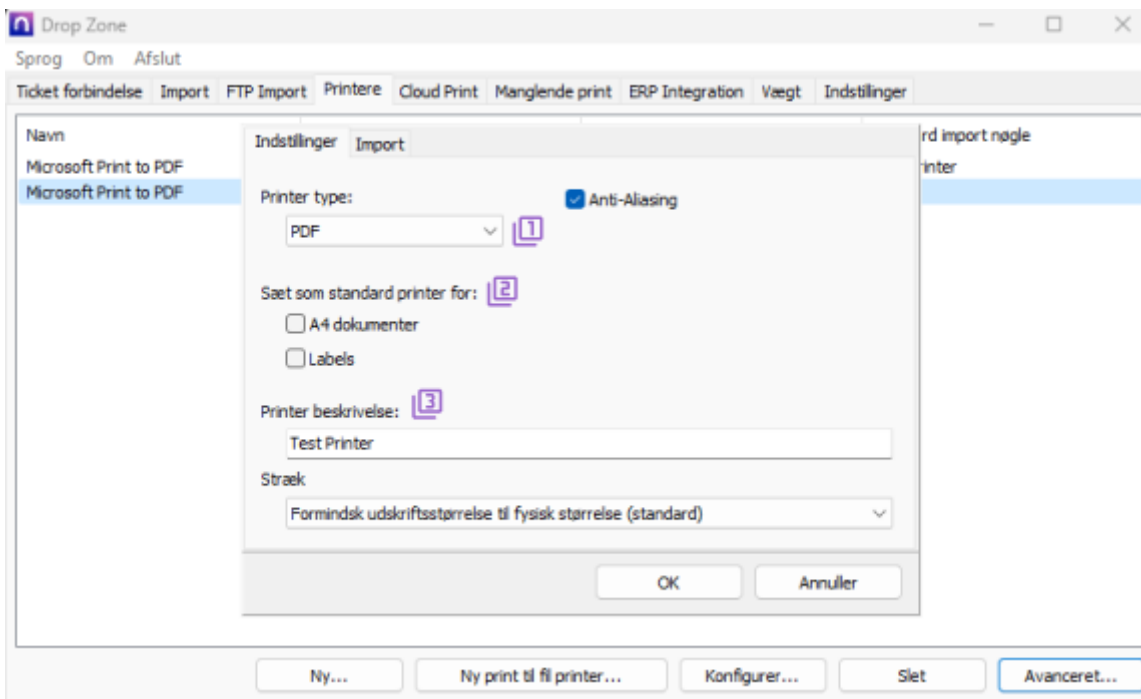 Drop Zone
Sprog Om Afslut
Ticket forbindelse Import FTP Import Printere Cloud Print Manglende print ERP Integration Vægt Indstillinger
Navn rd import nøgle
Microsoft Print to PDF rinter
Microsoft Print to PDF
Indstillinger Import
Printer type: Anti-Aliasing
PDF 1
Sæt som standard printer for: 2
A4 dokumenter
Labels
Printer beskrivelse: 3
Test Printer
Stræk
Formindsk udskriftsstørrelse til fysisk størrelse (standard)
OK Annuller
Ny... Ny print til fil printer... Konfigurer... Slet Avanceret...